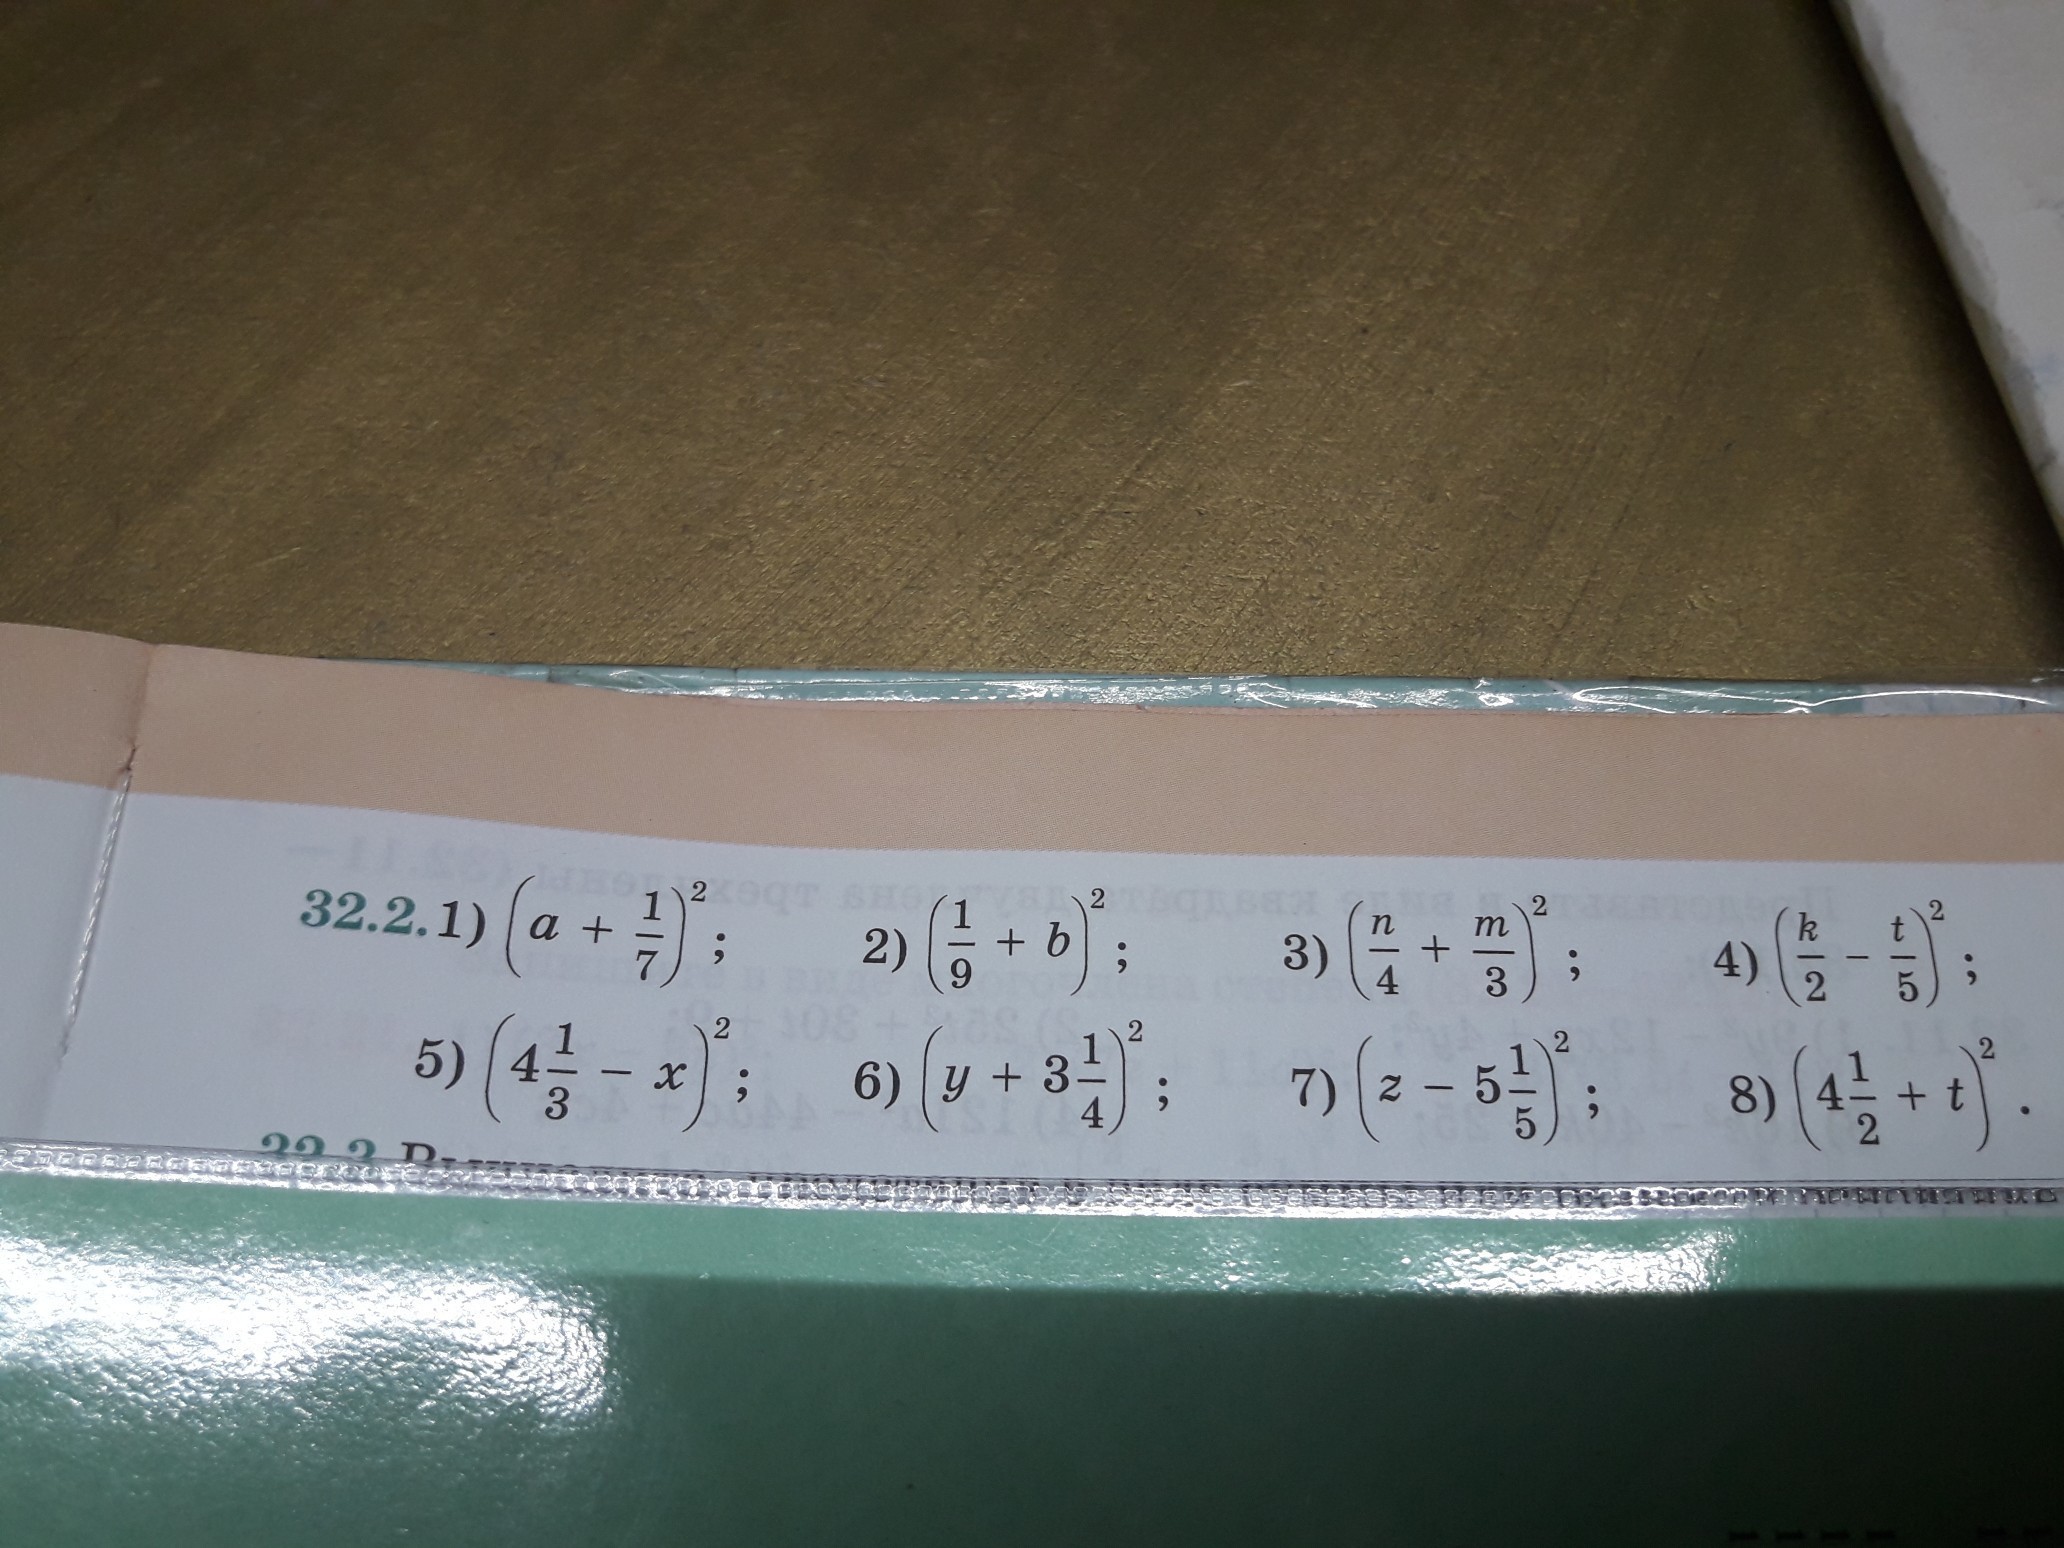 32.2. 1) (a + 1/7)²; 2) (1/9 + b)²; 3) (n/4 + m/3)²; 4) (k/2 − t/5)²;
5) (4 1/3 − x)²; 6) (y + 3 1/4)²; 7) (z − 5 1/5)²; 8) (4 1/2 + t)².
32.3